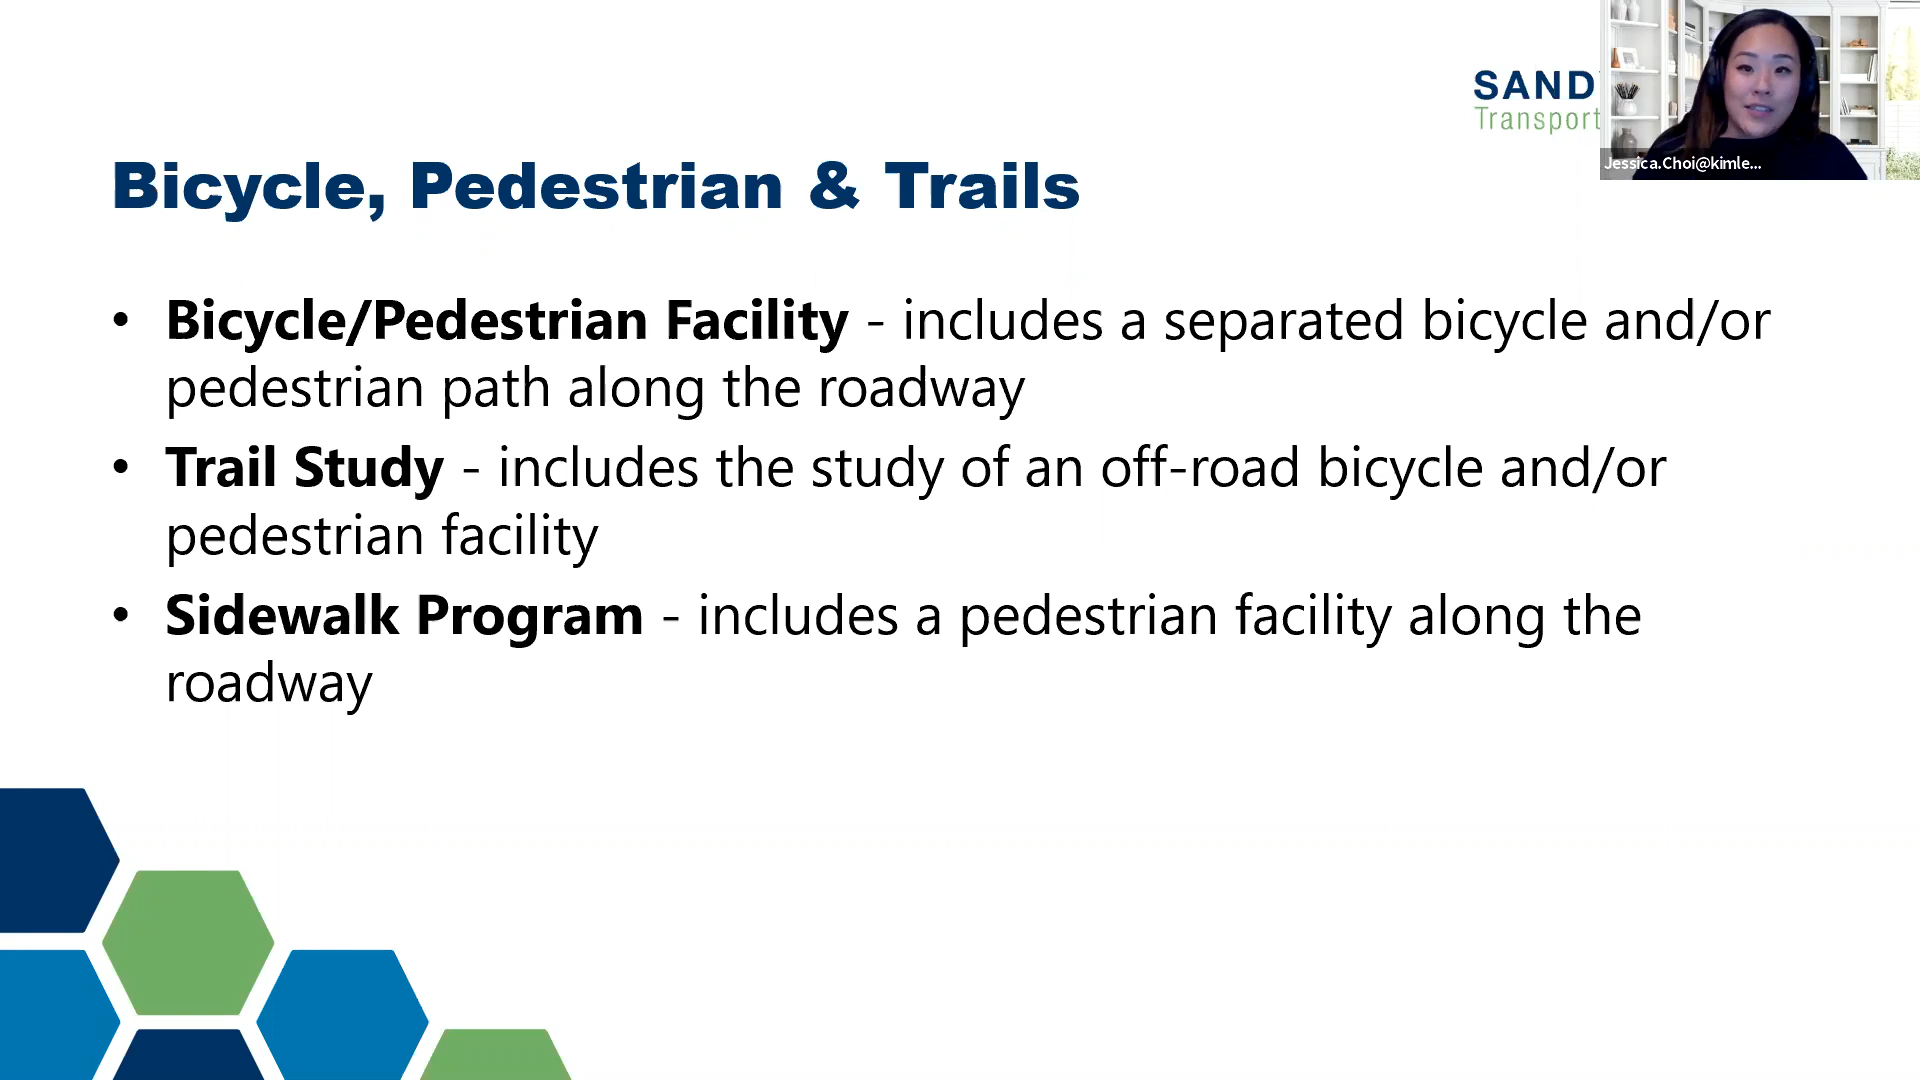 SAND
Transport
Jessica.Choi@kimle...
Bicycle, Pedestrian & Trails
• Bicycle/Pedestrian Facility - includes a separated bicycle and/or
pedestrian path along the roadway
• Trail Study - includes the study of an off-road bicycle and/or
pedestrian facility
• Sidewalk Program - includes a pedestrian facility along the
roadway